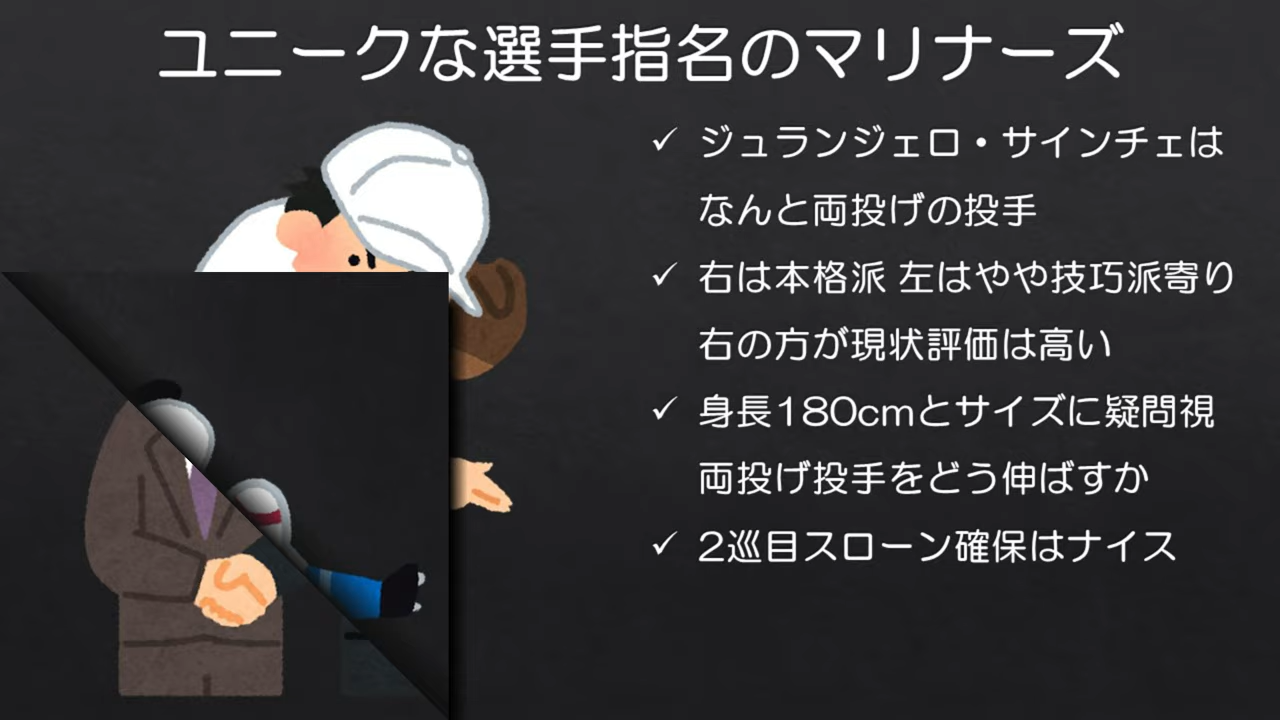 ユニークな選手指名のマリナーズ
✓ ジュランジェロ・サインチェは
なんと両投げの投手
✓ 右は本格派 左はやや技巧派寄り
右の方が現状評価は高い
✓ 身長180cmとサイズに疑問視
両投げ投手をどう伸ばすか
✓ 2巡目スローン確保はナイス